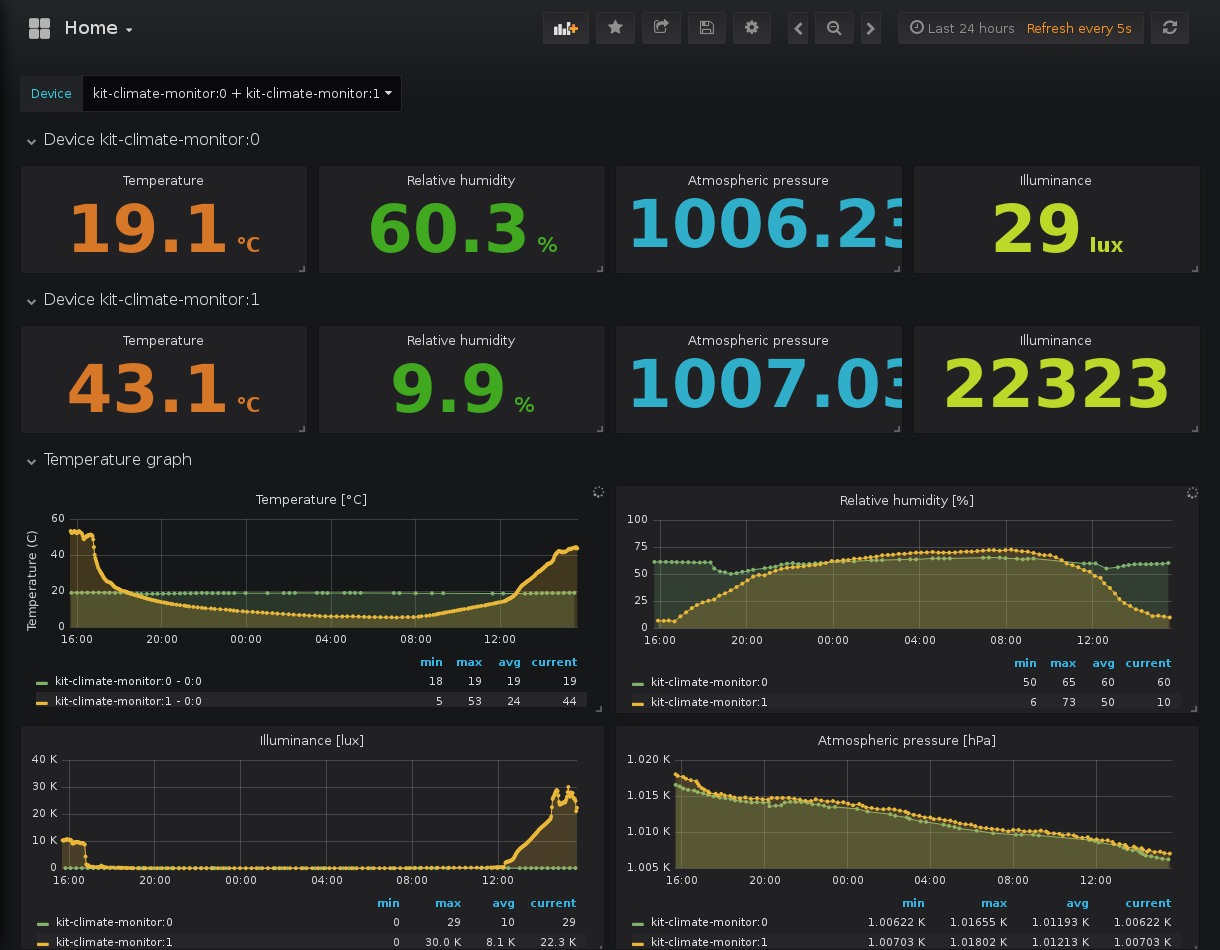 Home
Last 24 hours Refresh every 5s
Device kit-climate-monitor:0 + kit-climate-monitor:1
Device kit-climate-monitor:0
Temperature Relative humidity Atmospheric pressure Illuminance
19.1 °C 60.3 % 1006.23 29 lux
Device kit-climate-monitor:1
Temperature Relative humidity Atmospheric pressure Illuminance
43.1 °C 9.9 % 1007.03 22323
Temperature graph
Temperature [°C]
Temperature (C)
60
40
20
0
16:00 20:00 00:00 04:00 08:00 12:00
min max avg current
kit-climate-monitor:0 - 0:0 18 19 19 19
kit-climate-monitor:1 - 0:0 5 53 24 44
Relative humidity [%]
100
75
50
25
0
16:00 20:00 00:00 04:00 08:00 12:00
min max avg current
kit-climate-monitor:0 50 65 60 60
kit-climate-monitor:1 6 73 50 10
Illuminance [lux]
40 K
30 K
20 K
10 K
0
16:00 20:00 00:00 04:00 08:00 12:00
min max avg current
kit-climate-monitor:0 0 29 10 29
kit-climate-monitor:1 0 30.0 K 8.1 K 22.3 K
Atmospheric pressure [hPa]
1.020 K
1.015 K
1.010 K
1.005 K
16:00 20:00 00:00 04:00 08:00 12:00
min max avg current
kit-climate-monitor:0 1.00622 K 1.01655 K 1.01193 K 1.00622 K
kit-climate-monitor:1 1.00703 K 1.01802 K 1.01213 K 1.00703 K